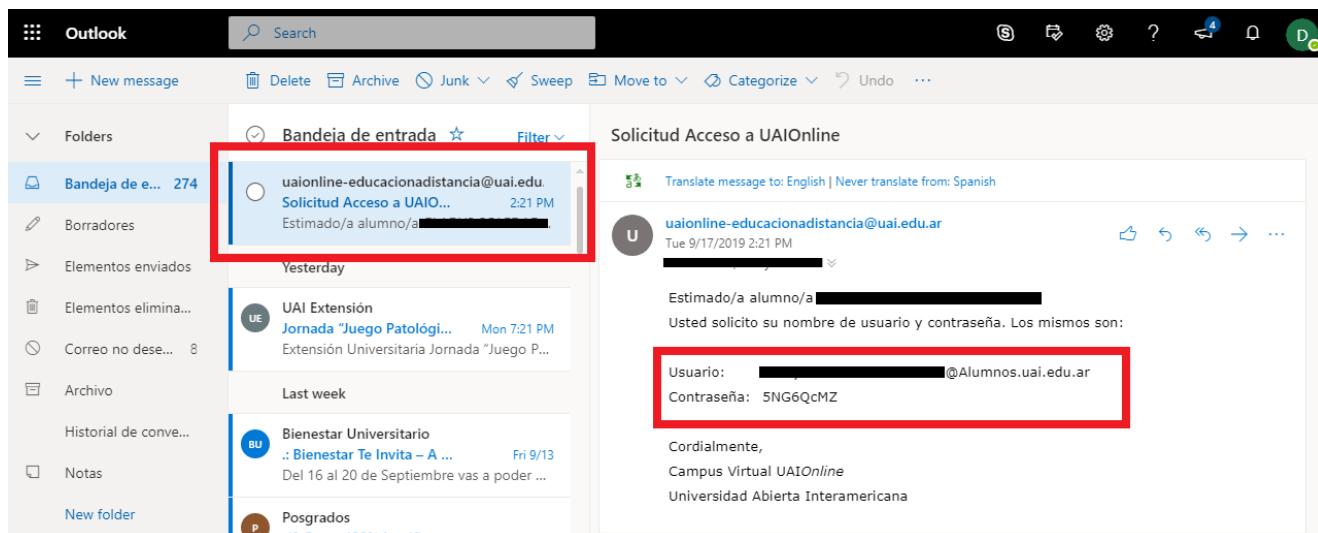 Outlook
Search
4
D
New message
Delete Archive Junk Sweep Move to Categorize Undo ...
Folders
Bandeja de e... 274
Borradores
Elementos enviados
Elementos elimina...
Correo no dese... 8
Archivo
Historial de conve...
Notas
New folder
Bandeja de entrada
Filter
uaionline-educacionadistancia@uai.edu.
Solicitud Acceso a UAIO... 2:21 PM
Estimado/a alumno/a
Yesterday
UE
UAI Extensión
Jornada "Juego Patológi... Mon 7:21 PM
Extensión Universitaria Jornada "Juego P...
Last week
BU
Bienestar Universitario
.: Bienestar Te Invita – A ... Fri 9/13
Del 16 al 20 de Septiembre vas a poder ...
P
Posgrados
Solicitud Acceso a UAIOnline
Translate message to: English | Never translate from: Spanish
U
uaionline-educacionadistancia@uai.edu.ar
Tue 9/17/2019 2:21 PM
Estimado/a alumno/a
Usted solicito su nombre de usuario y contraseña. Los mismos son:
Usuario: @Alumnos.uai.edu.ar
Contraseña: 5NG6QcMZ
Cordialmente,
Campus Virtual UAIOnline
Universidad Abierta Interamericana